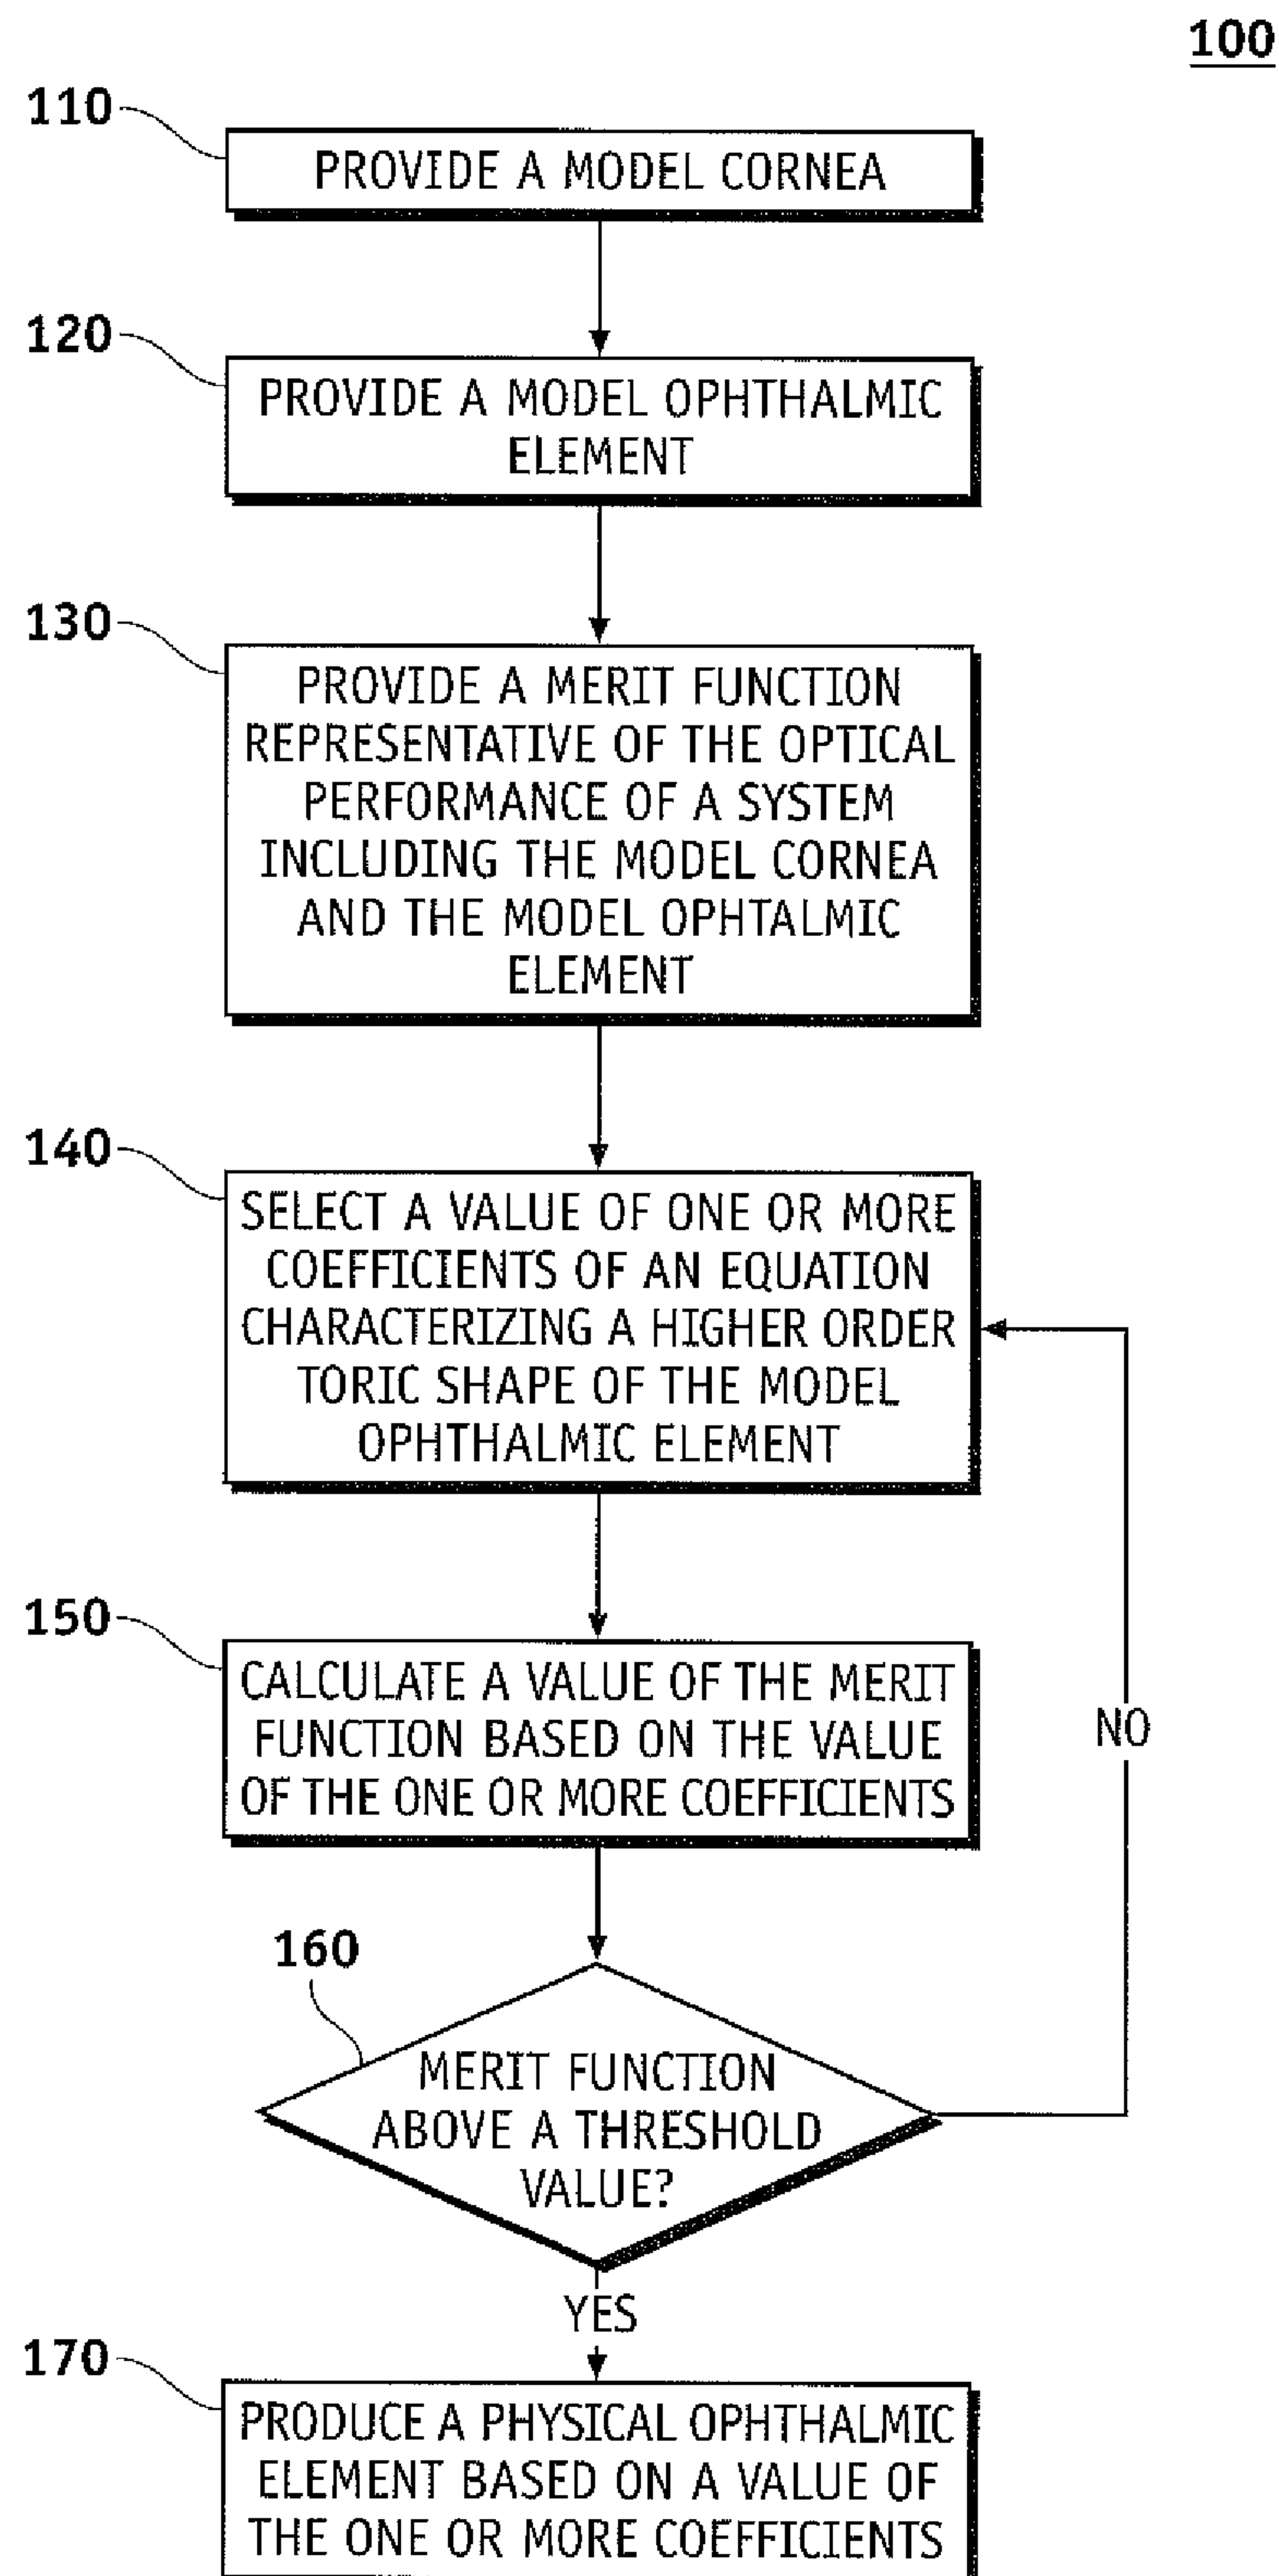 100
110
PROVIDE A MODEL CORNEA
120
PROVIDE A MODEL OPHTHALMIC
ELEMENT
130
PROVIDE A MERIT FUNCTION
REPRESENTATIVE OF THE OPTICAL
PERFORMANCE OF A SYSTEM
INCLUDING THE MODEL CORNEA
AND THE MODEL OPHTALMIC
ELEMENT
140
SELECT A VALUE OF ONE OR MORE
COEFFICIENTS OF AN EQUATION
CHARACTERIZING A HIGHER ORDER
TORIC SHAPE OF THE MODEL
OPHTHALMIC ELEMENT
150
CALCULATE A VALUE OF THE MERIT
FUNCTION BASED ON THE VALUE
OF THE ONE OR MORE COEFFICIENTS
NO
160
MERIT FUNCTION
ABOVE A THRESHOLD
VALUE?
YES
170
PRODUCE A PHYSICAL OPHTHALMIC
ELEMENT BASED ON A VALUE OF
THE ONE OR MORE COEFFICIENTS